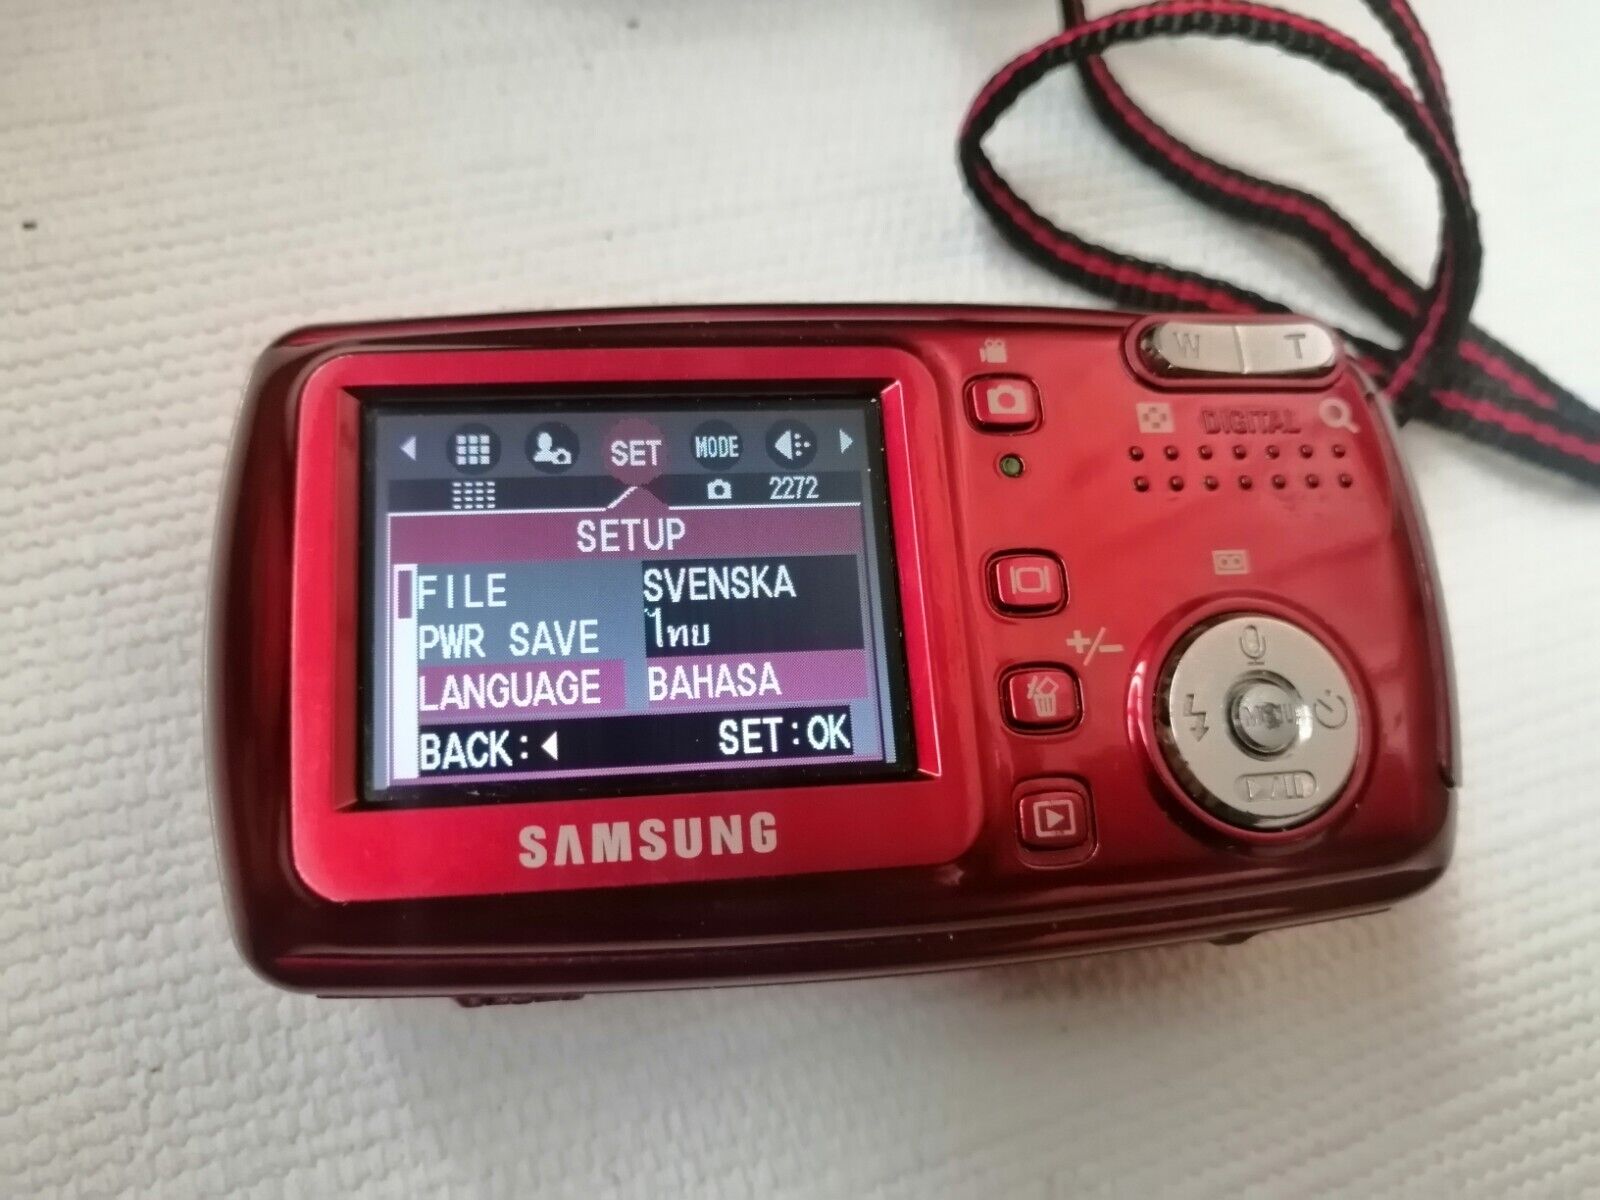 W T
DIGITAL
SET MODE
2272
SETUP
FILE SVENSKA
PWR SAVE ไทย
LANGUAGE BAHASA
BACK:◀ SET:OK
+/-
MENU
SAMSUNG